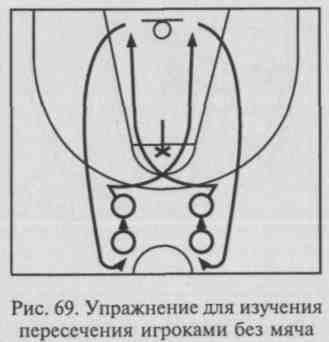 Рис. 69. Упражнение для изучения
пересечения игроками без мяча